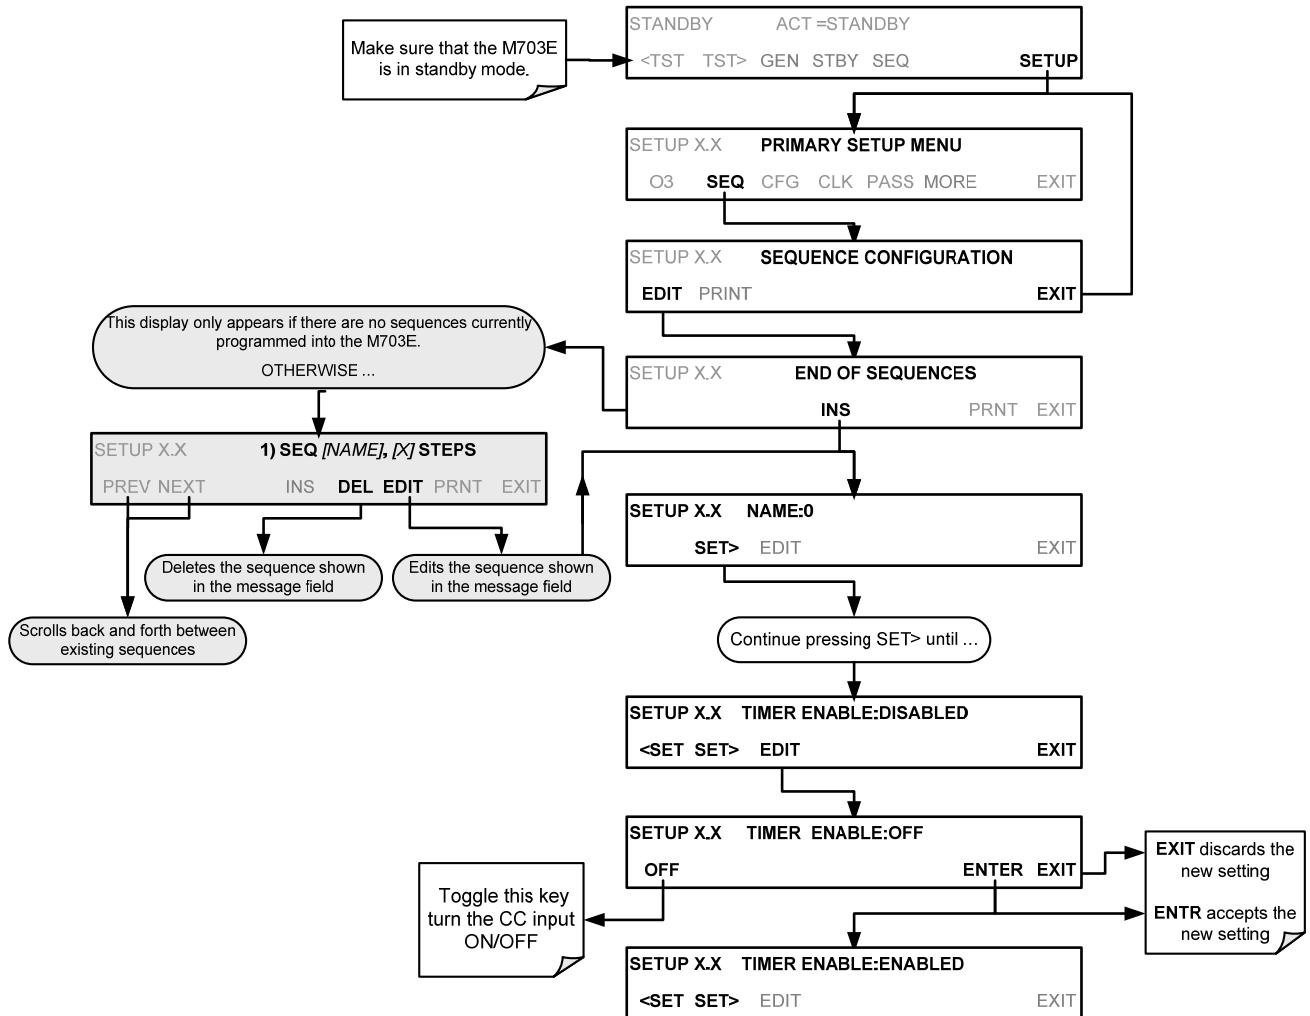 Make sure that the M703E
is in standby mode.
STANDBY ACT =STANDBY
<TST TST> GEN STBY SEQ SETUP
SETUP X.X PRIMARY SETUP MENU
O3 SEQ CFG CLK PASS MORE EXIT
SETUP X.X SEQUENCE CONFIGURATION
EDIT PRINT EXIT
This display only appears if there are no sequences currently
programmed into the M703E.
OTHERWISE ...
SETUP X.X END OF SEQUENCES
INS PRNT EXIT
SETUP X.X 1) SEQ [NAME], [X] STEPS
PREV NEXT INS DEL EDIT PRNT EXIT
Deletes the sequence shown
in the message field
Edits the sequence shown
in the message field
Scrolls back and forth between
existing sequences
SETUP X.X NAME:0
SET> EDIT EXIT
Continue pressing SET> until ...
SETUP X.X TIMER ENABLE:DISABLED
<SET SET> EDIT EXIT
SETUP X.X TIMER ENABLE:OFF
OFF ENTER EXIT
EXIT discards the
new setting
ENTR accepts the
new setting
Toggle this key
turn the CC input
ON/OFF
SETUP X.X TIMER ENABLE:ENABLED
<SET SET> EDIT EXIT